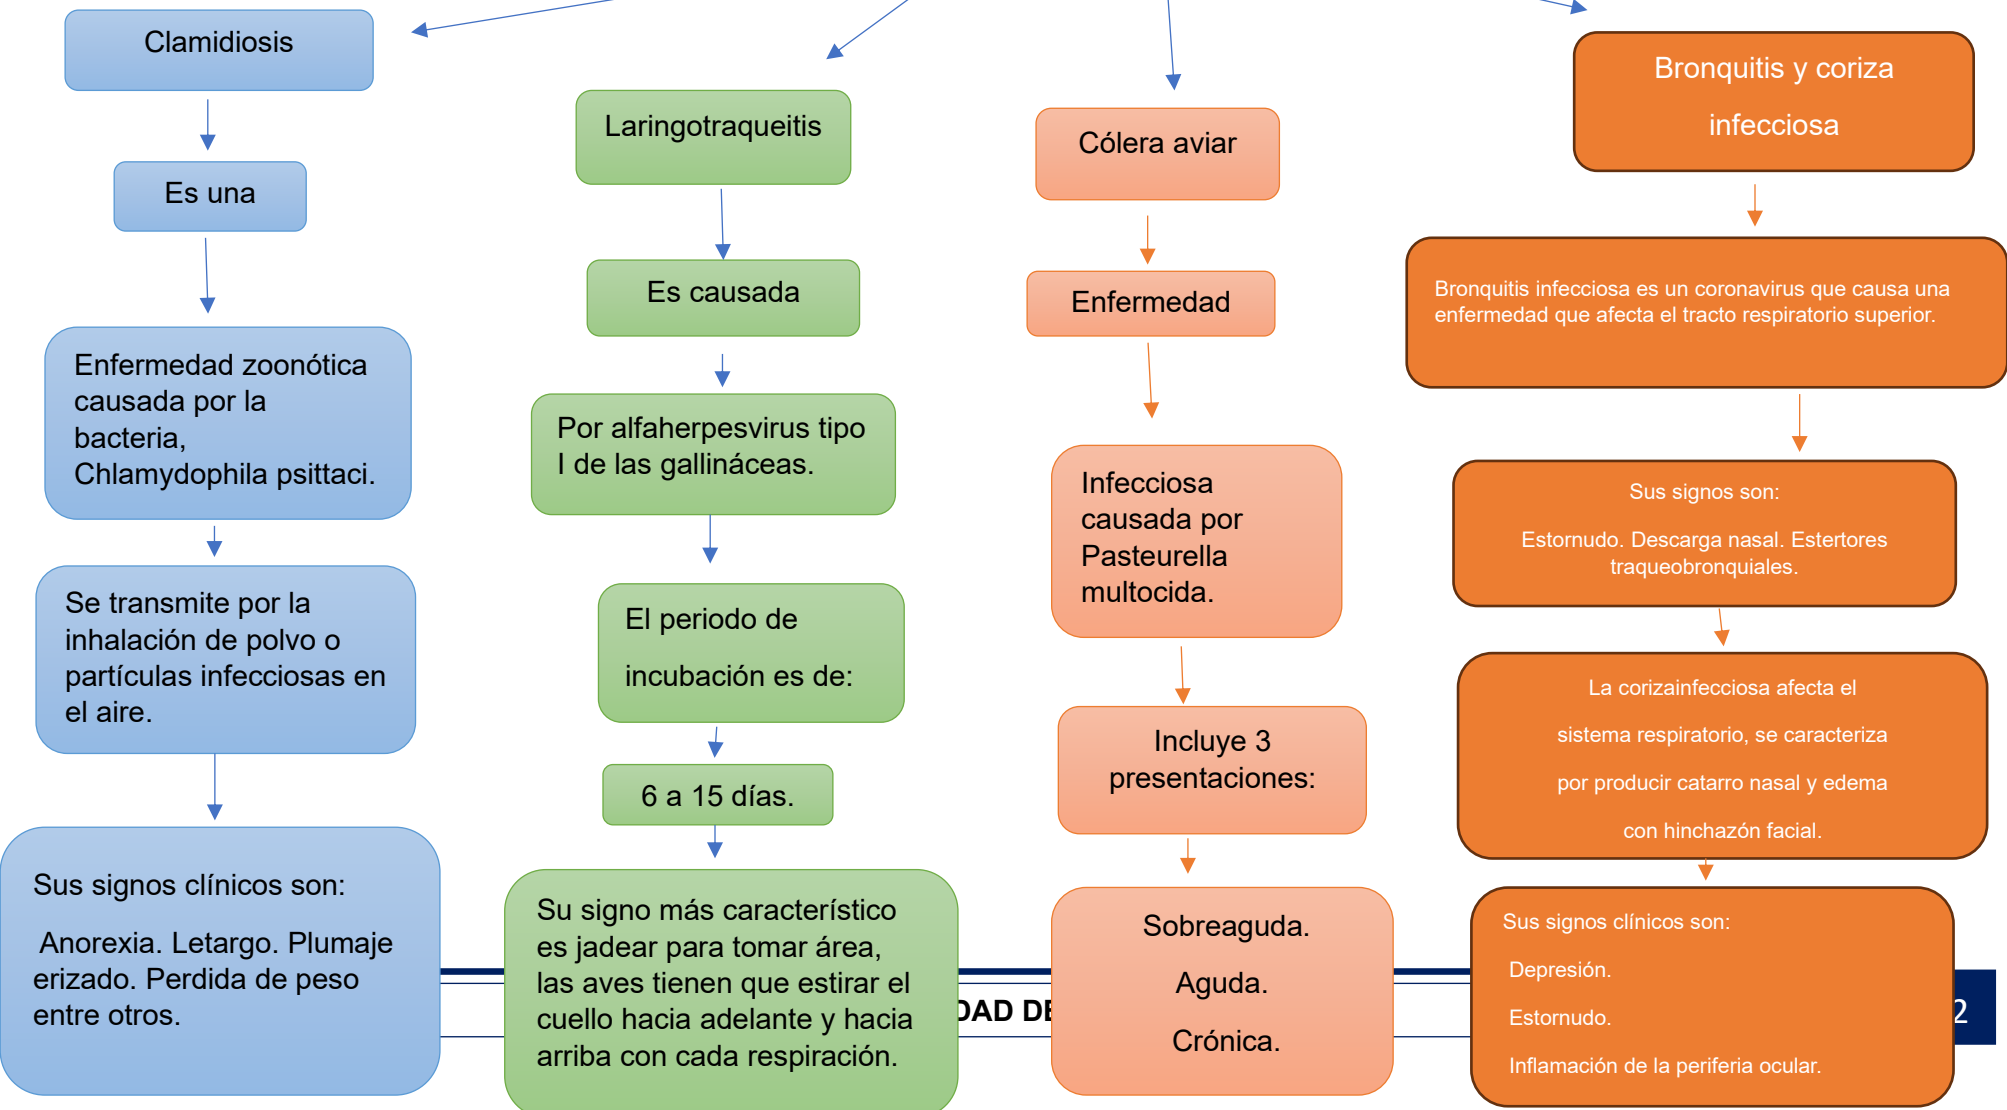 Clamidiosis
Es una
Enfermedad zoonótica
causada por la
bacteria,
Chlamydophila psittaci.
Se transmite por la
inhalación de polvo o
partículas infecciosas en
el aire.
Sus signos clínicos son:
Anorexia. Letargo. Plumaje
erizado. Perdida de peso
entre otros.
Laringotraqueitis
Es causada
Por alfaherpesvirus tipo
I de las gallináceas.
El periodo de
incubación es de:
6 a 15 días.
Su signo más característico
es jadear para tomar área,
las aves tienen que estirar el
cuello hacia adelante y hacia
arriba con cada respiración.
Cólera aviar
Enfermedad
Infecciosa
causada por
Pasteurella
multocida.
Incluye 3
presentaciones:
Sobreaguda.
Aguda.
Crónica.
Bronquitis y coriza
infecciosa
Bronquitis infecciosa es un coronavirus que causa una
enfermedad que afecta el tracto respiratorio superior.
Sus signos son:
Estornudo. Descarga nasal. Estertores
traqueobronquiales.
La corizainfecciosa afecta el
sistema respiratorio, se caracteriza
por producir catarro nasal y edema
con hinchazón facial.
Sus signos clínicos son:
Depresión.
Estornudo.
Inflamación de la periferia ocular.
DAD DE
2